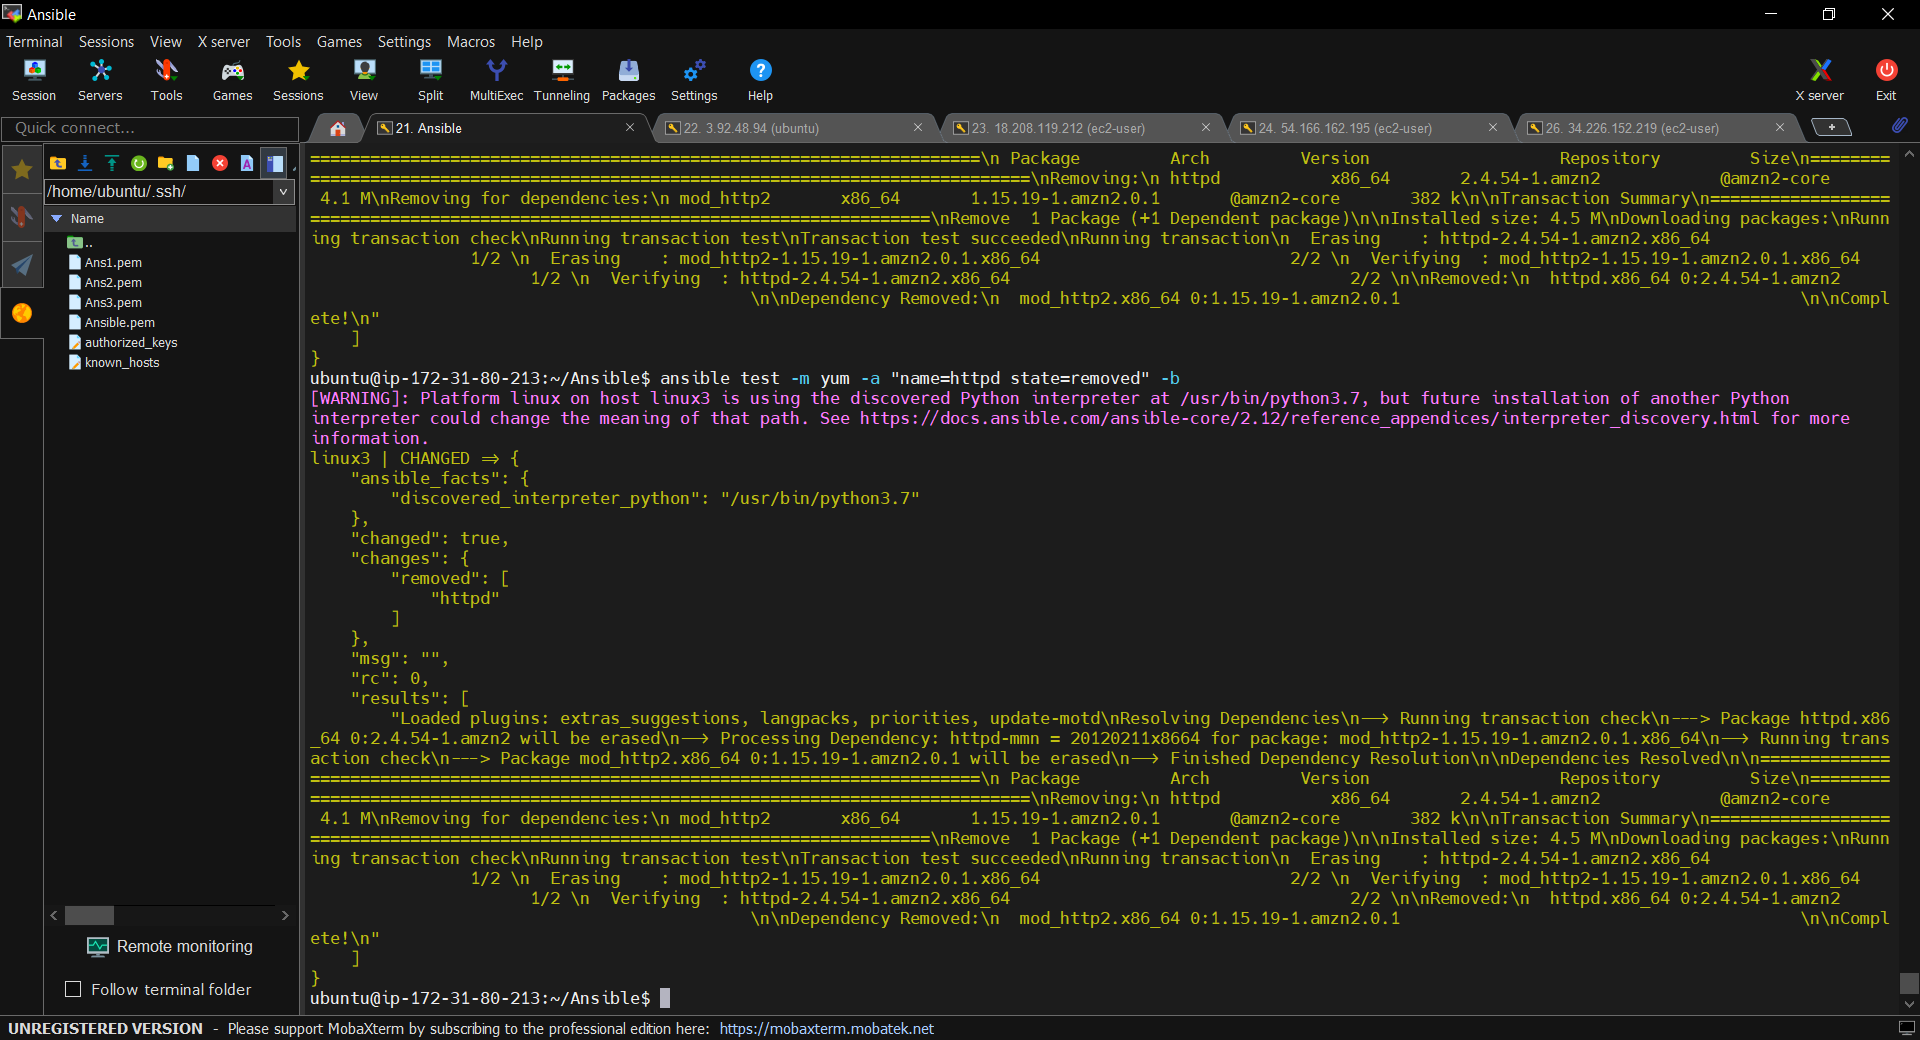 Ansible
Terminal Sessions View X server Tools Games Settings Macros Help
Session Servers Tools Games Sessions View Split MultiExec Tunneling Packages Settings Help X server Exit
Quick connect...
21. Ansible
22. 3.92.48.94 (ubuntu)
23. 18.208.119.212 (ec2-user)
24. 54.166.162.195 (ec2-user)
26. 34.226.152.219 (ec2-user)
/home/ubuntu/.ssh/
Name
..
Ans1.pem
Ans2.pem
Ans3.pem
Ansible.pem
authorized_keys
known_hosts
Remote monitoring
Follow terminal folder
===================================================================\n Package         Arch         Version                   Repository         Size\n========
========================================================================\nRemoving:\n httpd           x86_64       2.4.54-1.amzn2            @amzn2-core
 4.1 M\nRemoving for dependencies:\n mod_http2       x86_64       1.15.19-1.amzn2.0.1       @amzn2-core       382 k\n\nTransaction Summary\n==================
==============================================================\nRemove  1 Package (+1 Dependent package)\n\nInstalled size: 4.5 M\nDownloading packages:\nRunn
ing transaction check\nRunning transaction test\nTransaction test succeeded\nRunning transaction\n  Erasing    : httpd-2.4.54-1.amzn2.x86_64
                1/2 \n  Erasing    : mod_http2-1.15.19-1.amzn2.0.1.x86_64                         2/2 \n  Verifying  : mod_http2-1.15.19-1.amzn2.0.1.x86_64
                      1/2 \n  Verifying  : httpd-2.4.54-1.amzn2.x86_64                                  2/2 \n\nRemoved:\n  httpd.x86_64 0:2.4.54-1.amzn2
                                            \n\nDependency Removed:\n  mod_http2.x86_64 0:1.15.19-1.amzn2.0.1                                        \n\nCompl
ete!\n"
    ]
}
ubuntu@ip-172-31-80-213:~/Ansible$ ansible test -m yum -a "name=httpd state=removed" -b
[WARNING]: Platform linux on host linux3 is using the discovered Python interpreter at /usr/bin/python3.7, but future installation of another Python
interpreter could change the meaning of that path. See https://docs.ansible.com/ansible-core/2.12/reference_appendices/interpreter_discovery.html for more
information.
linux3 | CHANGED => {
    "ansible_facts": {
        "discovered_interpreter_python": "/usr/bin/python3.7"
    },
    "changed": true,
    "changes": {
        "removed": [
            "httpd"
        ]
    },
    "msg": "",
    "rc": 0,
    "results": [
        "Loaded plugins: extras_suggestions, langpacks, priorities, update-motd\nResolving Dependencies\n--> Running transaction check\n---> Package httpd.x86
_64 0:2.4.54-1.amzn2 will be erased\n--> Processing Dependency: httpd-mmn = 20120211x8664 for package: mod_http2-1.15.19-1.amzn2.0.1.x86_64\n--> Running trans
action check\n---> Package mod_http2.x86_64 0:1.15.19-1.amzn2.0.1 will be erased\n--> Finished Dependency Resolution\n\nDependencies Resolved\n\n=============
===================================================================\n Package         Arch         Version                   Repository         Size\n========
========================================================================\nRemoving:\n httpd           x86_64       2.4.54-1.amzn2            @amzn2-core
 4.1 M\nRemoving for dependencies:\n mod_http2       x86_64       1.15.19-1.amzn2.0.1       @amzn2-core       382 k\n\nTransaction Summary\n==================
==============================================================\nRemove  1 Package (+1 Dependent package)\n\nInstalled size: 4.5 M\nDownloading packages:\nRunn
ing transaction check\nRunning transaction test\nTransaction test succeeded\nRunning transaction\n  Erasing    : httpd-2.4.54-1.amzn2.x86_64
                1/2 \n  Erasing    : mod_http2-1.15.19-1.amzn2.0.1.x86_64                         2/2 \n  Verifying  : mod_http2-1.15.19-1.amzn2.0.1.x86_64
                      1/2 \n  Verifying  : httpd-2.4.54-1.amzn2.x86_64                                  2/2 \n\nRemoved:\n  httpd.x86_64 0:2.4.54-1.amzn2
                                            \n\nDependency Removed:\n  mod_http2.x86_64 0:1.15.19-1.amzn2.0.1                                        \n\nCompl
ete!\n"
    ]
}
ubuntu@ip-172-31-80-213:~/Ansible$
UNREGISTERED VERSION - Please support MobaXterm by subscribing to the professional edition here: https://mobaxterm.mobatek.net